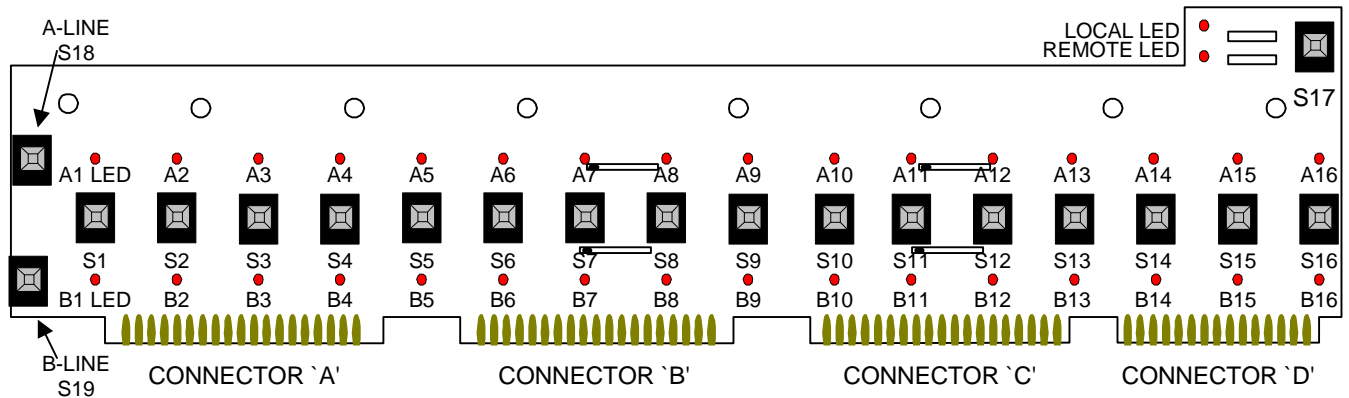 A-LINE
S18
LOCAL LED
REMOTE LED
S17
A1 LED A2 A3 A4 A5 A6 A7 A8 A9 A10 A11 A12 A13 A14 A15 A16
S1 S2 S3 S4 S5 S6 S7 S8 S9 S10 S11 S12 S13 S14 S15 S16
B1 LED B2 B3 B4 B5 B6 B7 B8 B9 B10 B11 B12 B13 B14 B15 B16
B-LINE
S19
CONNECTOR `A' CONNECTOR `B' CONNECTOR `C' CONNECTOR `D'